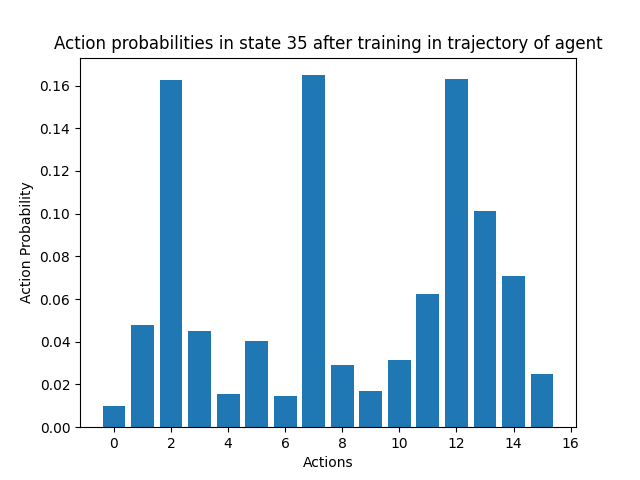 Action probabilities in state 35 after training in trajectory of agent
0.16
0.14
0.12
0.10
0.08
0.06
0.04
0.02
0.00
Action Probability
0 2 4 6 8 10 12 14 16
Actions